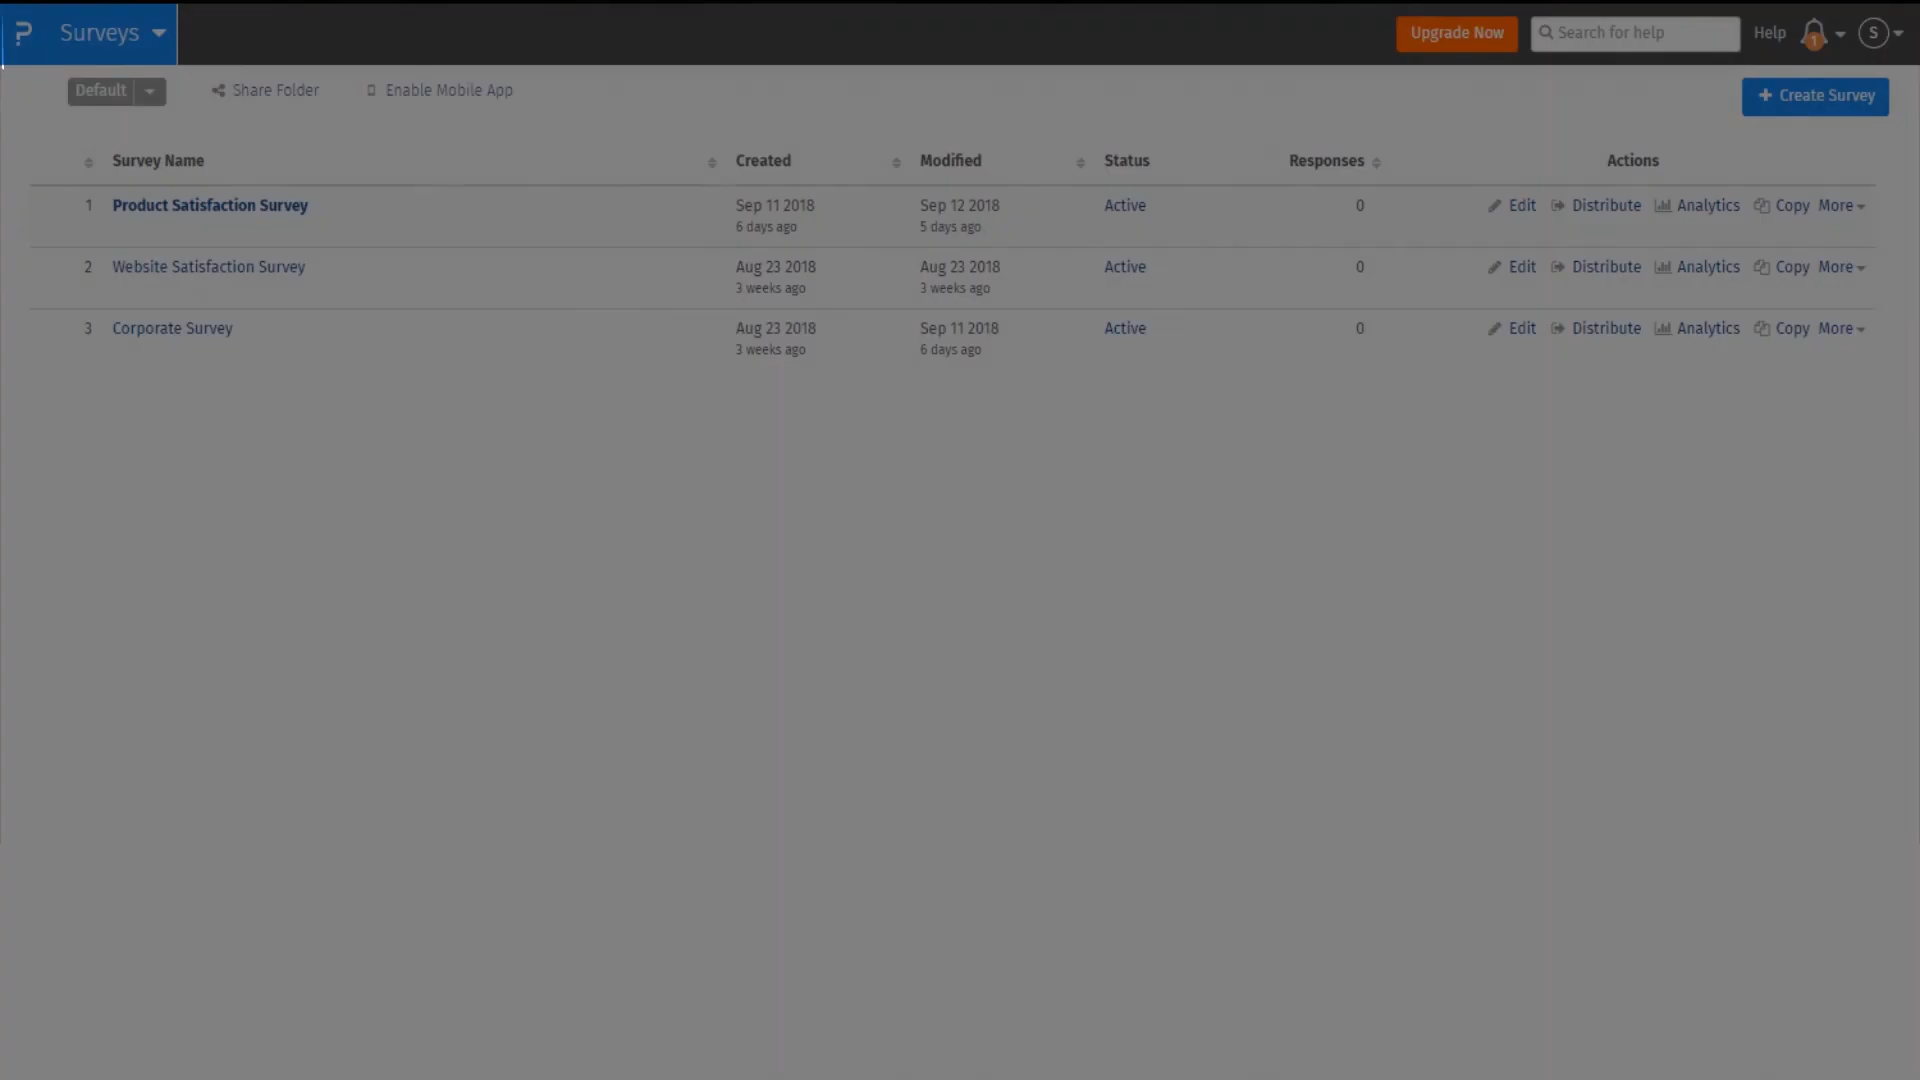 Surveys
Upgrade Now
Search for help
Help
1
S
Default
Share Folder
Enable Mobile App
Create Survey
Survey Name Created Modified Status Responses Actions
1 Product Satisfaction Survey Sep 11 2018 Sep 12 2018 Active 0 Edit Distribute Analytics Copy More
6 days ago 5 days ago
2 Website Satisfaction Survey Aug 23 2018 Aug 23 2018 Active 0 Edit Distribute Analytics Copy More
3 weeks ago 3 weeks ago
3 Corporate Survey Aug 23 2018 Sep 11 2018 Active 0 Edit Distribute Analytics Copy More
3 weeks ago 6 days ago